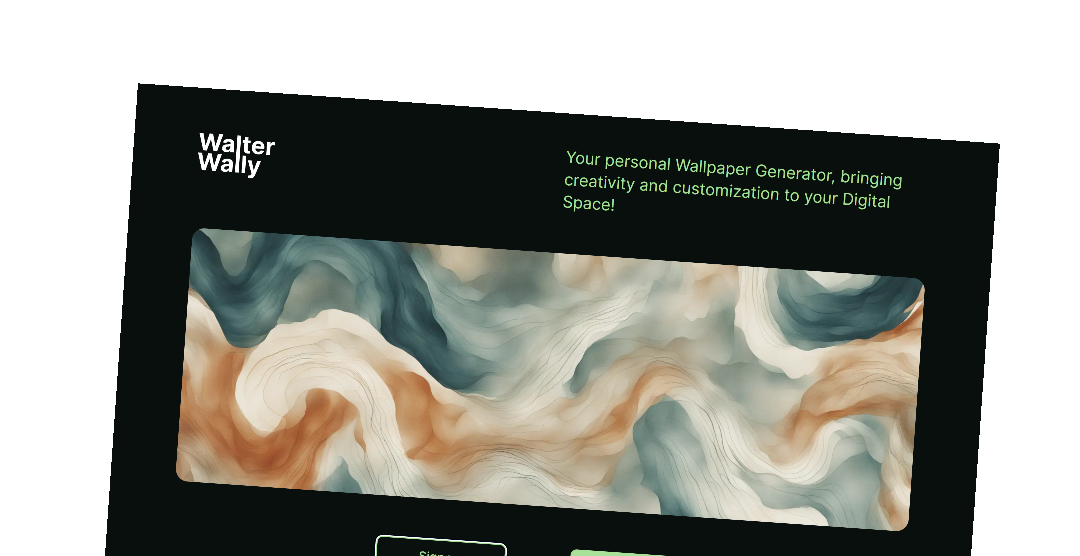 Walter
Wally
Your personal Wallpaper Generator, bringing
creativity and customization to your Digital
Space!